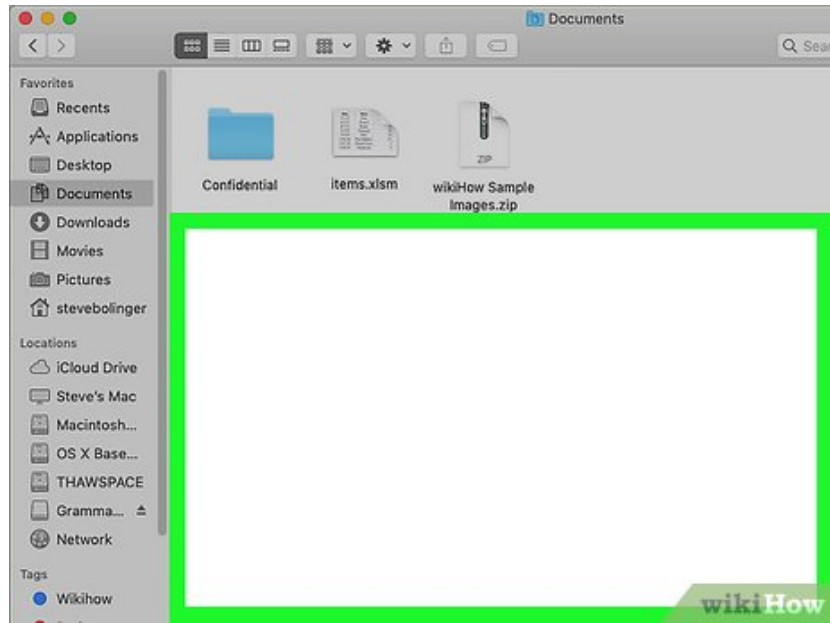 Documents
Sear
Favorites
Recents
Applications
Desktop
Documents
Downloads
Movies
Pictures
stevebolinger
Locations
iCloud Drive
Steve's Mac
Macintosh...
OS X Base...
THAWSPACE
Gramma...
Network
Tags
Wikihow
Confidential
items.xlsm
ZIP
wikiHow Sample
Images.zip
wikiHow